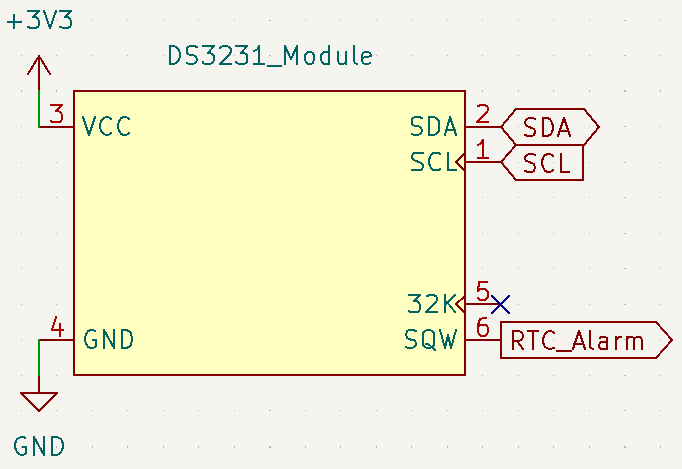 +3V3
DS3231_Module
3 VCC SDA 2 SDA
SCL 1 SCL
32K 5
4 GND SQW 6 RTC_Alarm
GND